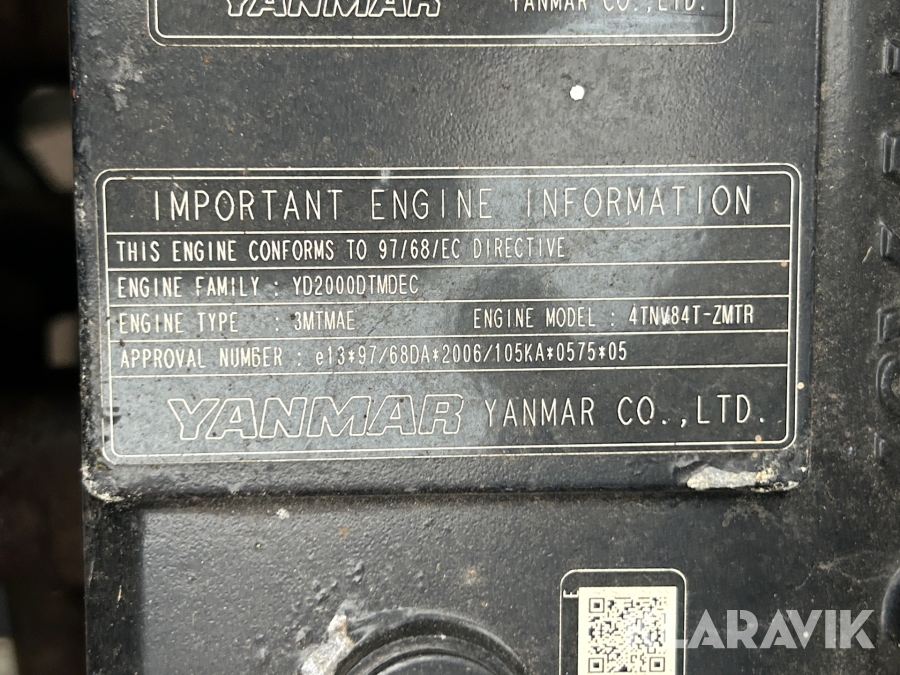 YANMAR YANMAR CO.,LTD.
IMPORTANT ENGINE INFORMATION
THIS ENGINE CONFORMS TO 97/68/EC DIRECTIVE
ENGINE FAMILY : YD2000DTMDEC
ENGINE TYPE : 3MTMAE ENGINE MODEL : 4TNV84T-ZMTR
APPROVAL NUMBER : e13*97/68DA*2006/105KA*0575*05
YANMAR YANMAR CO.,LTD.
KLARAVIK